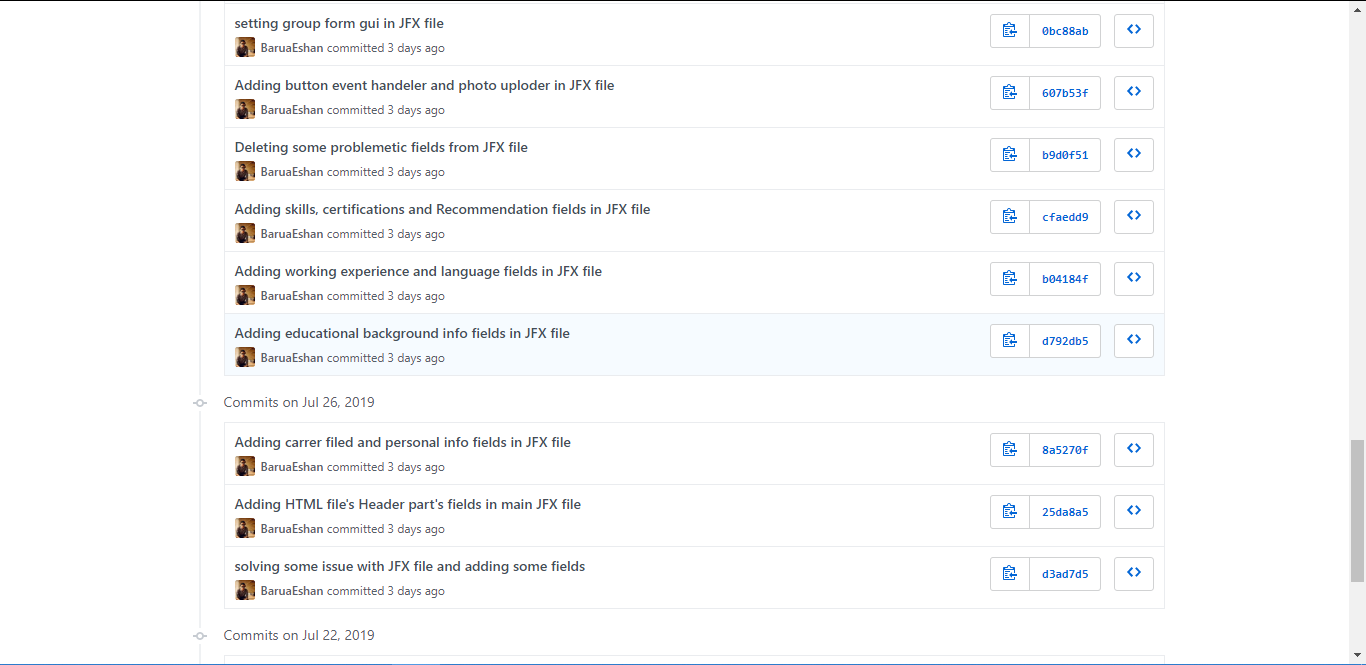 setting group form gui in JFX file
BaruaEshan committed 3 days ago
0bc88ab
Adding button event handeler and photo uploder in JFX file
BaruaEshan committed 3 days ago
607b53f
Deleting some problemetic fields from JFX file
BaruaEshan committed 3 days ago
b9d0f51
Adding skills, certifications and Recommendation fields in JFX file
BaruaEshan committed 3 days ago
cfaedd9
Adding working experience and language fields in JFX file
BaruaEshan committed 3 days ago
b04184f
Adding educational background info fields in JFX file
BaruaEshan committed 3 days ago
d792db5
Commits on Jul 26, 2019
Adding carrer filed and personal info fields in JFX file
BaruaEshan committed 3 days ago
8a5270f
Adding HTML file's Header part's fields in main JFX file
BaruaEshan committed 3 days ago
25da8a5
solving some issue with JFX file and adding some fields
BaruaEshan committed 3 days ago
d3ad7d5
Commits on Jul 22, 2019